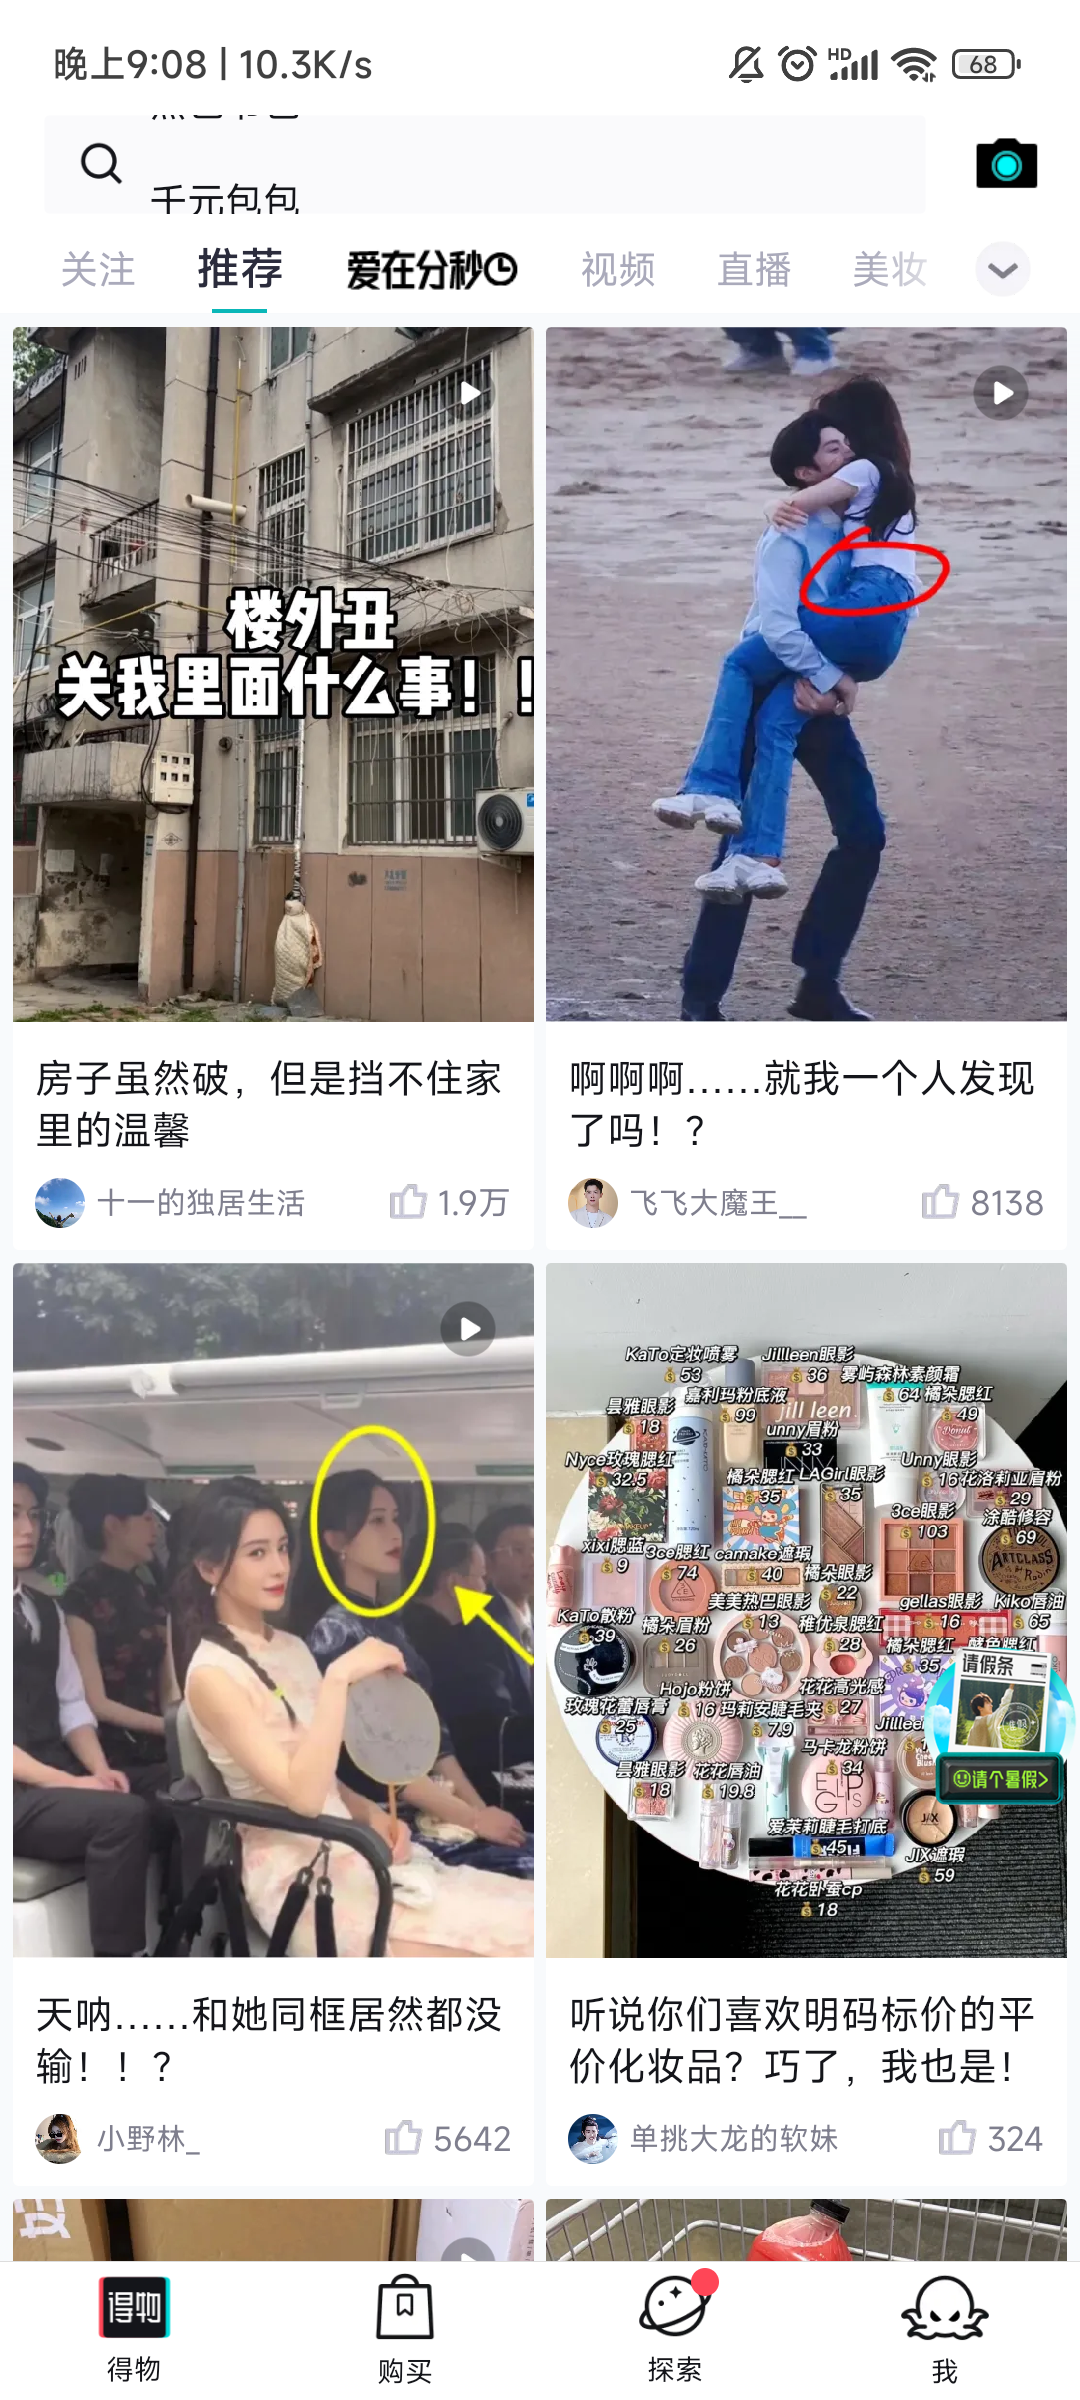 晚上9:08 | 10.3K/s
HD
68
千元包包
关注
推荐
爱在分秒
视频
直播
美妆
楼外丑
关我里面什么事！！
房子虽然破，但是挡不住家
里的温馨
十一的独居生活
1.9万
啊啊啊……就我一个人发现
了吗！？
飞飞大魔王__
8138
KaTo定妆喷雾
53
Jillleen眼影
36
雾屿森林素颜霜
64
橘朵腮红
49
昙雅眼影
18
嘉利玛粉底液
99
jill leen.
unny眉粉
33
Nyce玫瑰腮红
32.5
橘朵腮红
35
LAGirl眼影
35
Unny眼影
16
花洛莉亚眉粉
29
3ce眼影
103
涂酷修容
69
ARTCLASS
xixi腮蓝
9
3ce腮红
74
camake遮瑕
40
橘朵眼影
22
美美热巴眼影
13
gellas眼影
16
Kiko唇油
65
KaTo散粉
39
橘朵眉粉
26
稚优泉腮红
28
橘朵腮红
35
酵色腮红
请假条
Hojo粉饼
16
花花高光感
27
玫瑰花蕾唇膏
25
玛莉安睫毛夹
7.9
Jillleen
马卡龙粉饼
34
请个暑假>
昙雅眼影
18
花花唇油
19.8
爱茉莉睫毛打底
45
JIX遮瑕
59
花花卧蚕cp
18
天呐……和她同框居然都没
输！！？
小野林_
5642
听说你们喜欢明码标价的平
价化妆品？巧了，我也是！
单挑大龙的软妹
324
得物
得物
购买
探索
我